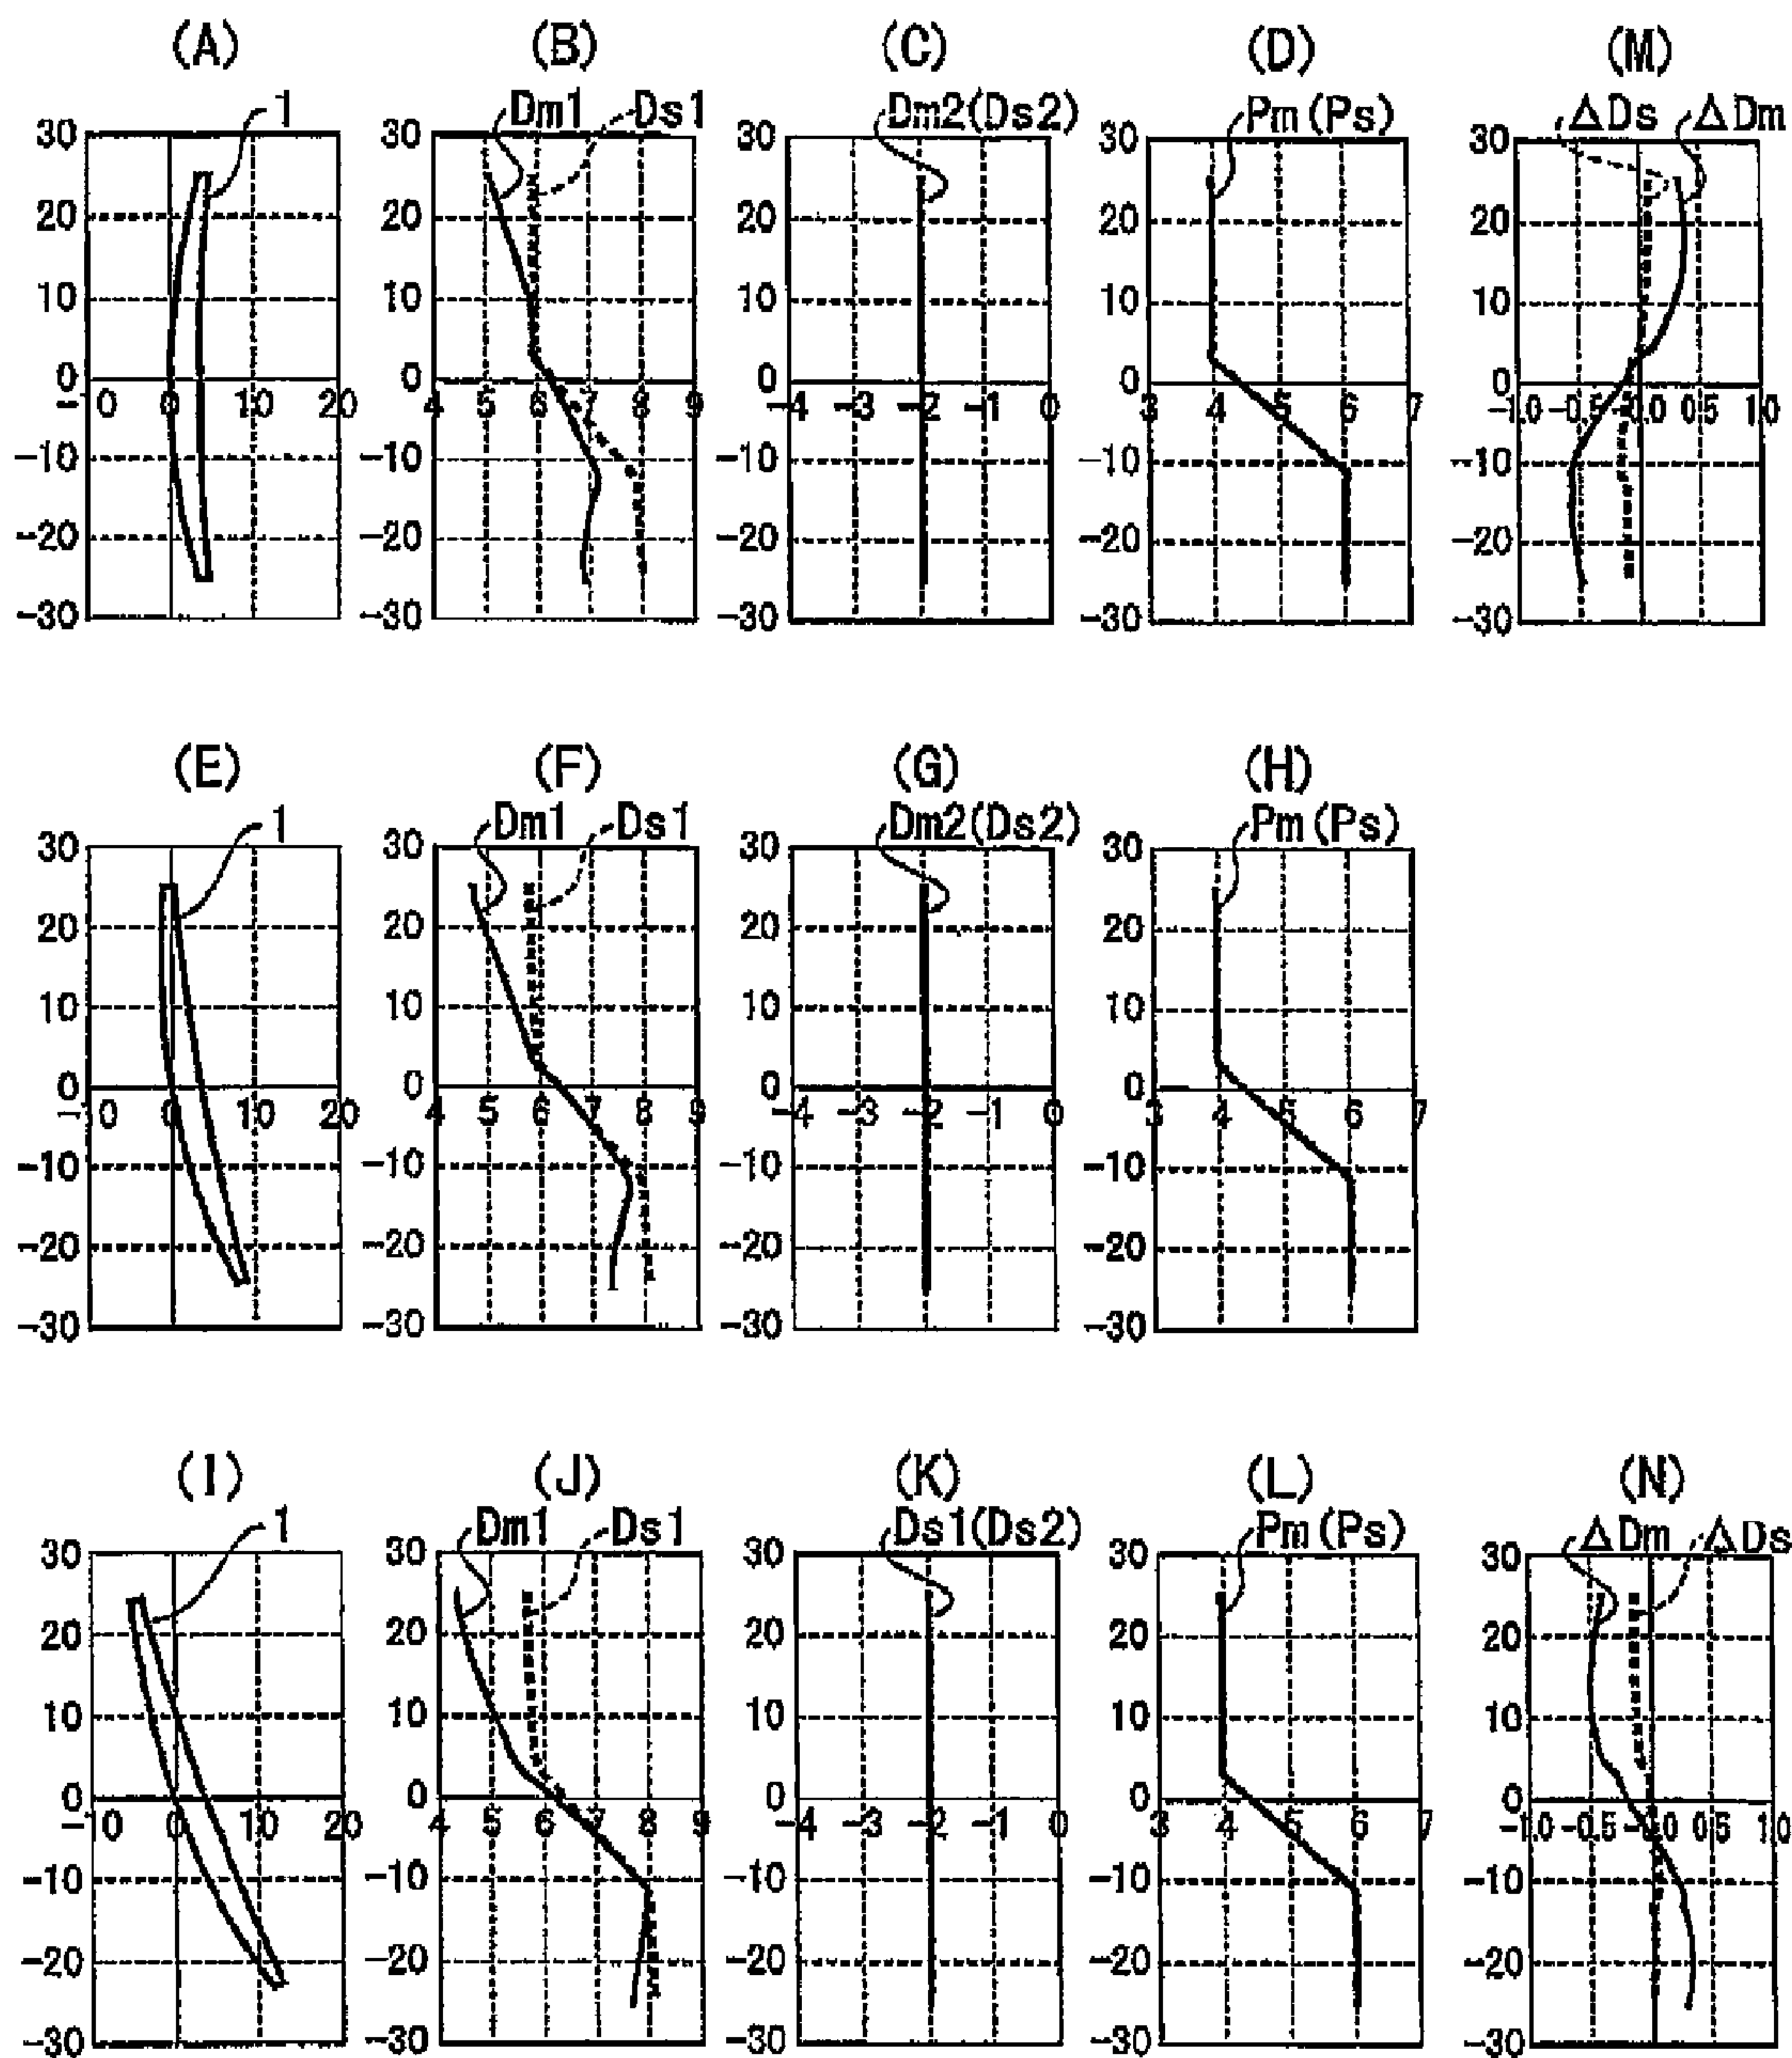 (A) (B) (C) (D) (M)
1 Dm1 Ds1 Dm2(Ds2) Pm(Ps) ΔDs ΔDm
30 30 30 30 30
20 20 20 20 20
10 10 10 10 10
0 0 0 0 0
-10 0 10 20 4 5 6 7 8 9 -4 -3 -2 -1 0 3 4 5 6 7 -1.0 -0.5 -0.0 0.5 1.0
-10 -10 -10 -10 -10
-20 -20 -20 -20 -20
-30 -30 -30 -30 -30
(E) (F) (G) (H)
1 Dm1 Ds1 Dm2(Ds2) Pm(Ps)
30 30 30 30
20 20 20 20
10 10 10 10
0 0 0 0
-10 0 10 20 4 5 6 7 8 9 -4 -3 -2 -1 0 3 4 5 6 7
-10 -10 -10 -10
-20 -20 -20 -20
-30 -30 -30 -30
(I) (J) (K) (L) (N)
1 Dm1 Ds1 Ds1(Ds2) Pm(Ps) ΔDm ΔDs
30 30 30 30 30
20 20 20 20 20
10 10 10 10 10
0 0 0 0 0
-10 0 10 20 4 5 6 7 8 9 -4 -3 -2 -1 0 3 4 5 6 7 -1.0 -0.5 -0.0 0.5 1.0
-10 -10 -10 -10 -10
-20 -20 -20 -20 -20
-30 -30 -30 -30 -30